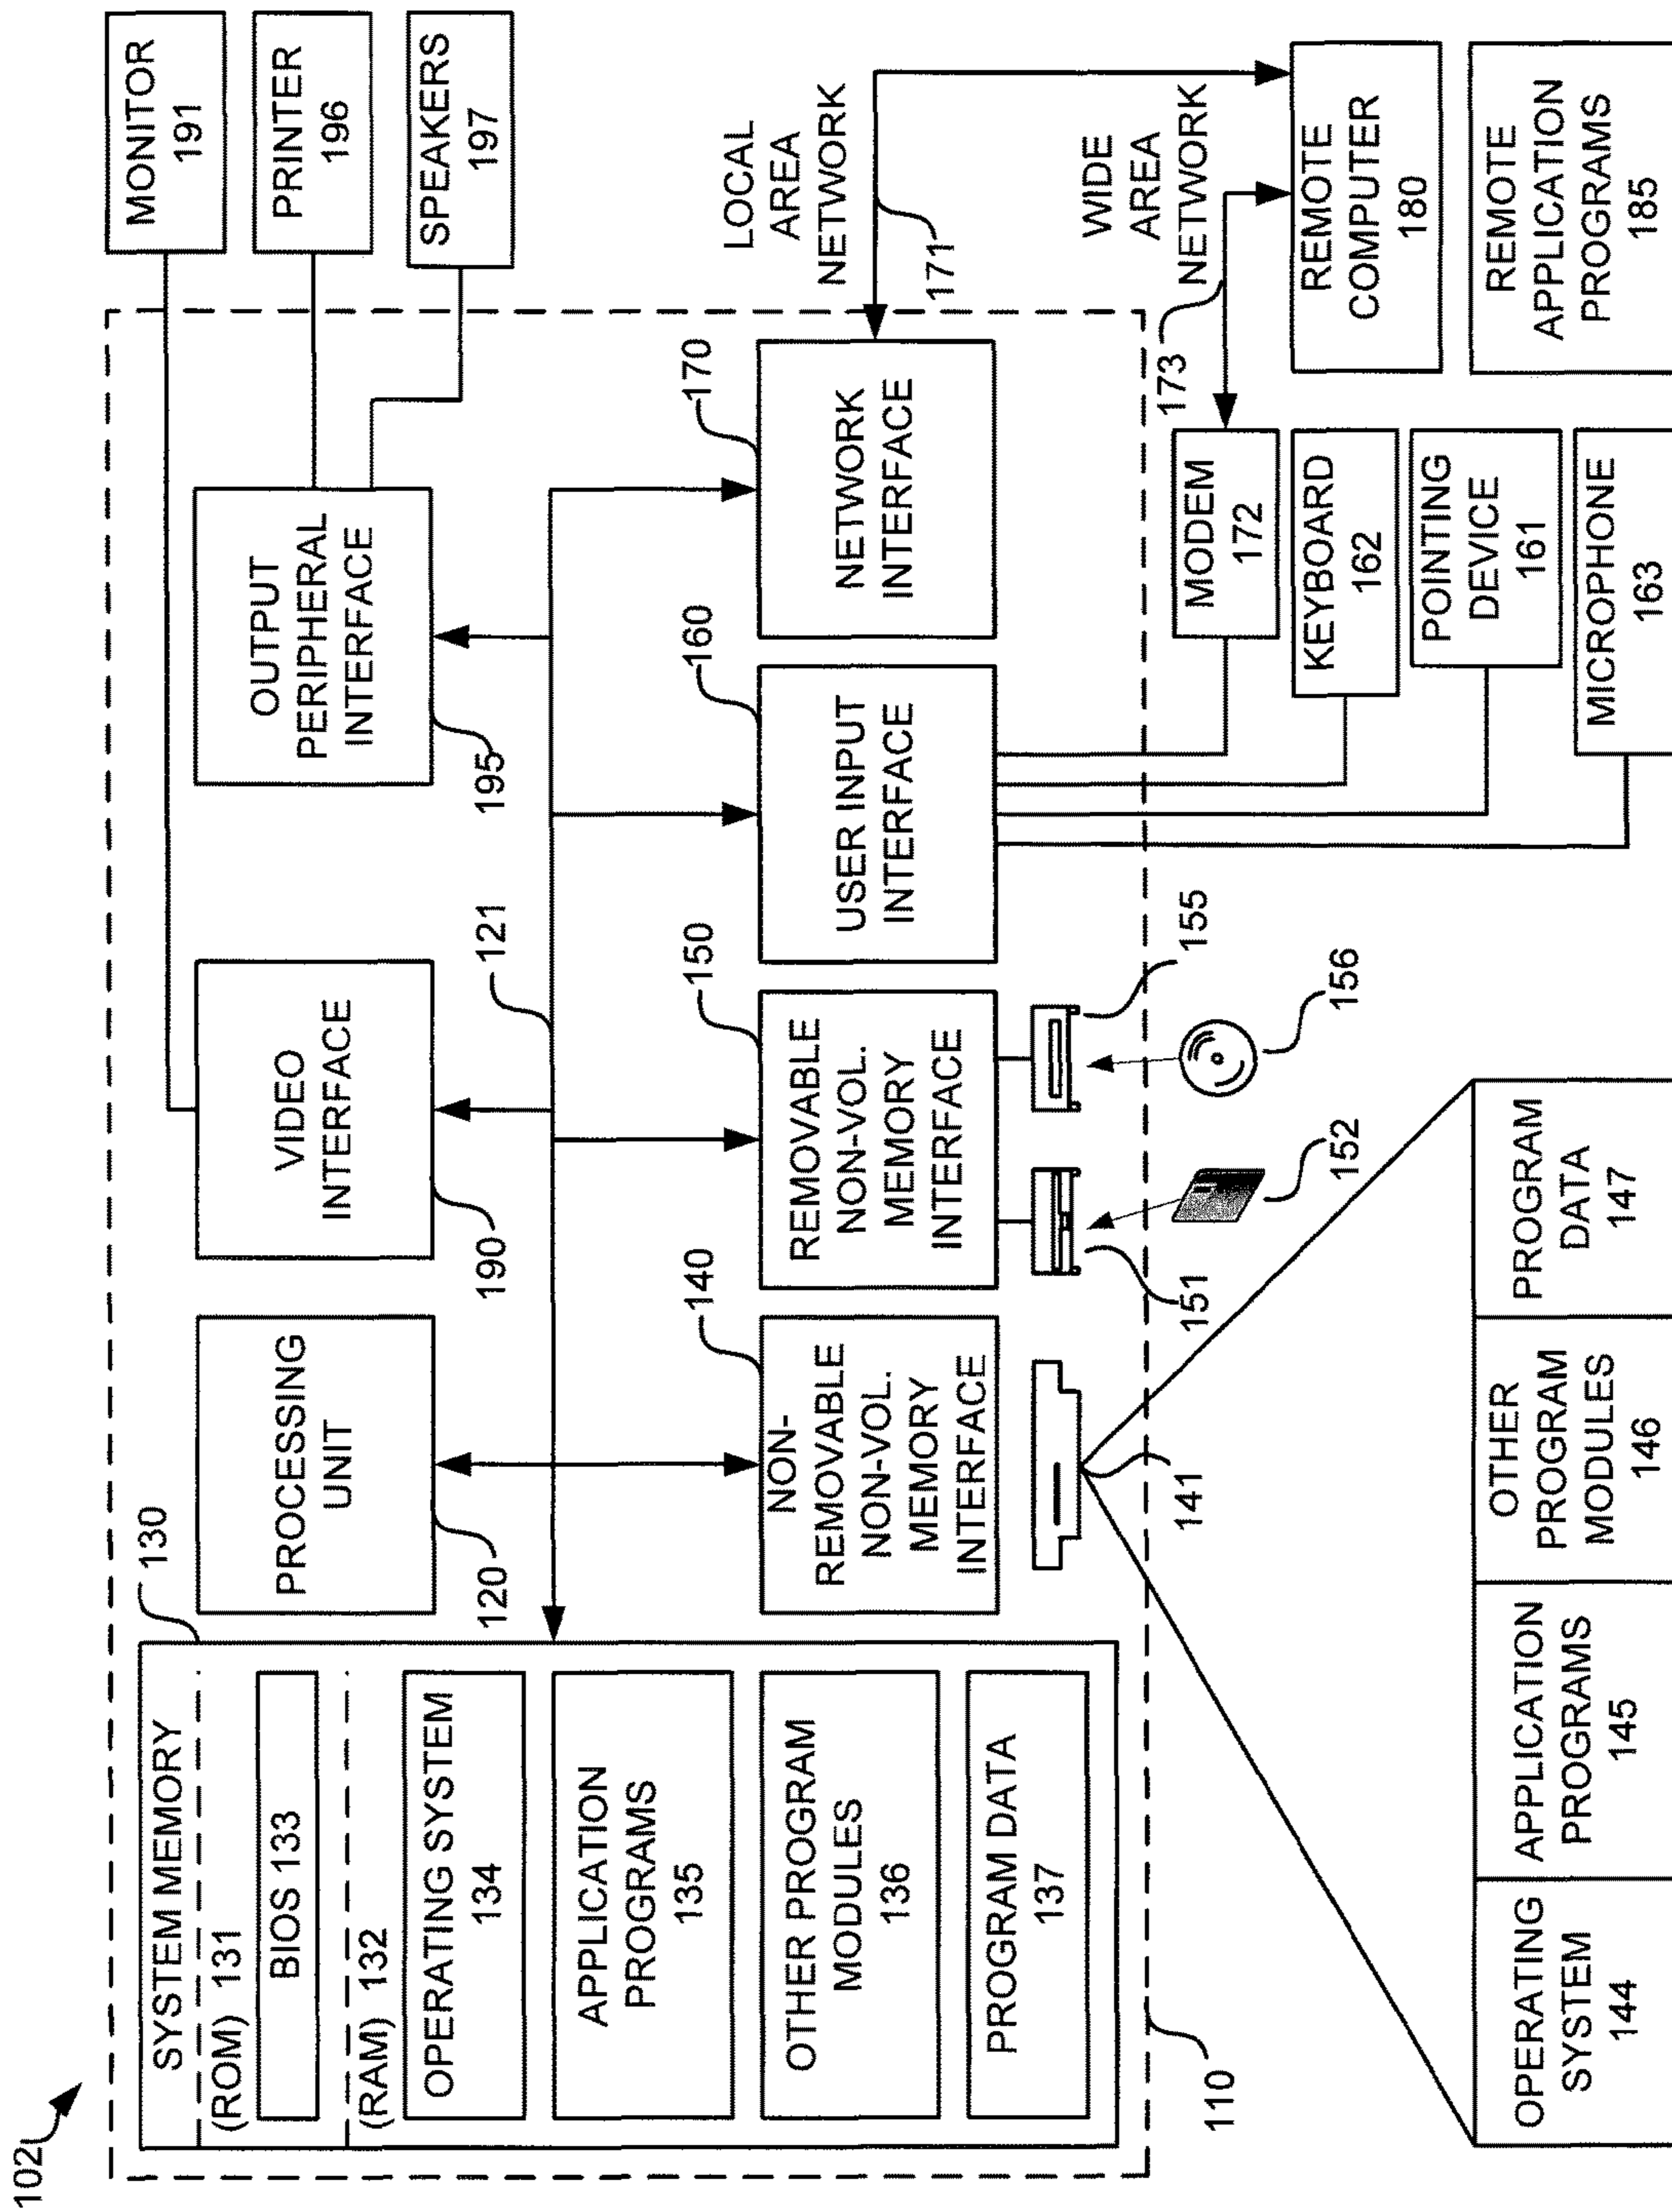 102
SYSTEM MEMORY
(ROM) 131
BIOS 133
(RAM) 132
OPERATING SYSTEM
134
APPLICATION
PROGRAMS
135
OTHER PROGRAM
MODULES
136
PROGRAM DATA
137
130
PROCESSING
UNIT
120
VIDEO
INTERFACE
190
121
OUTPUT
PERIPHERAL
INTERFACE
195
MONITOR
191
PRINTER
196
SPEAKERS
197
NON-
REMOVABLE
NON-VOL.
MEMORY
INTERFACE
140
REMOVABLE
NON-VOL.
MEMORY
INTERFACE
150
USER INPUT
INTERFACE
160
NETWORK
INTERFACE
170
LOCAL
AREA
NETWORK
171
WIDE
AREA
NETWORK
173
110
141
151
152
155
156
MODEM
172
KEYBOARD
162
POINTING
DEVICE
161
MICROPHONE
163
REMOTE
COMPUTER
180
REMOTE
APPLICATION
PROGRAMS
185
OPERATING
SYSTEM
144
APPLICATION
PROGRAMS
145
OTHER
PROGRAM
MODULES
146
PROGRAM
DATA
147